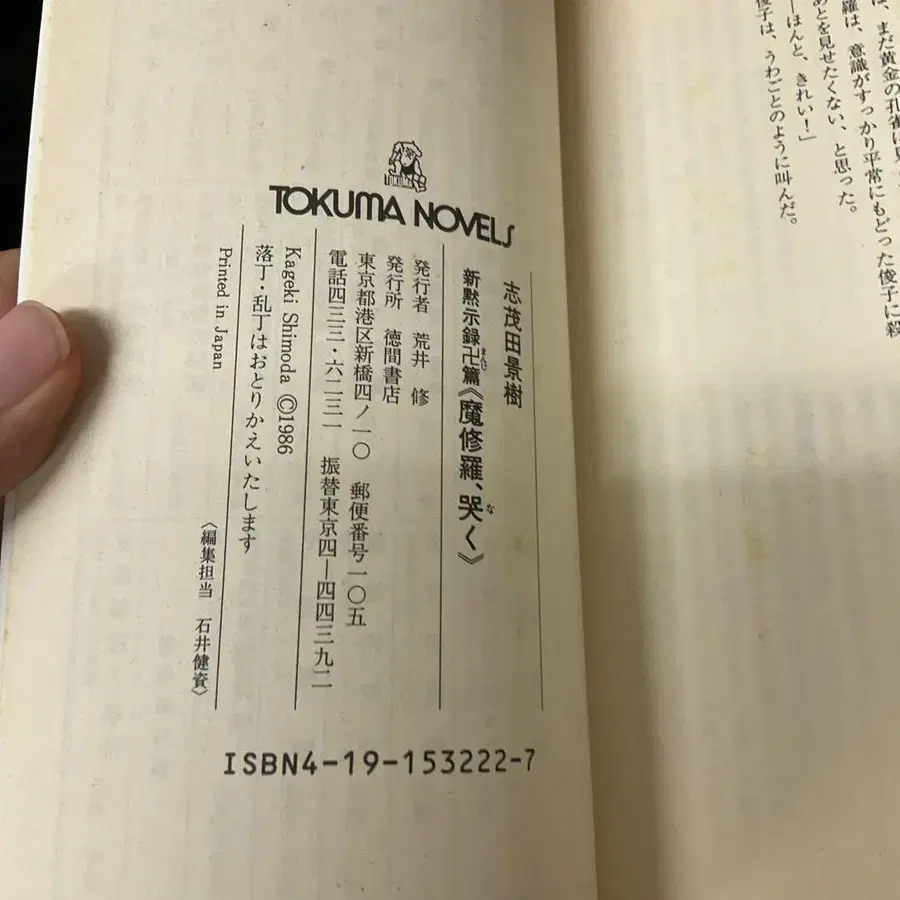 は、まだ黄金の孔雀に見
羅は、意識がすっかり平常にもどった俊子に殺
あとを見せたくない、と思った。
―ほんと、きれい！」
俊子は、うわごとのように叫んだ。
TOKUMA
TOKUMA NOVELS
志茂田景樹
新黙示録卍篇《魔修羅、哭く》
まんじ
な
発行者 荒井 修
発行所 徳間書店
東京都港区新橋四ノ一〇 郵便番号一〇五
電話四三三・六二三一 振替東京四―四四三九二
Kageki Shimoda ©1986
落丁・乱丁はおとりかえいたします
Printed in Japan
〈編集担当 石井健資〉
ISBN4-19-153222-7